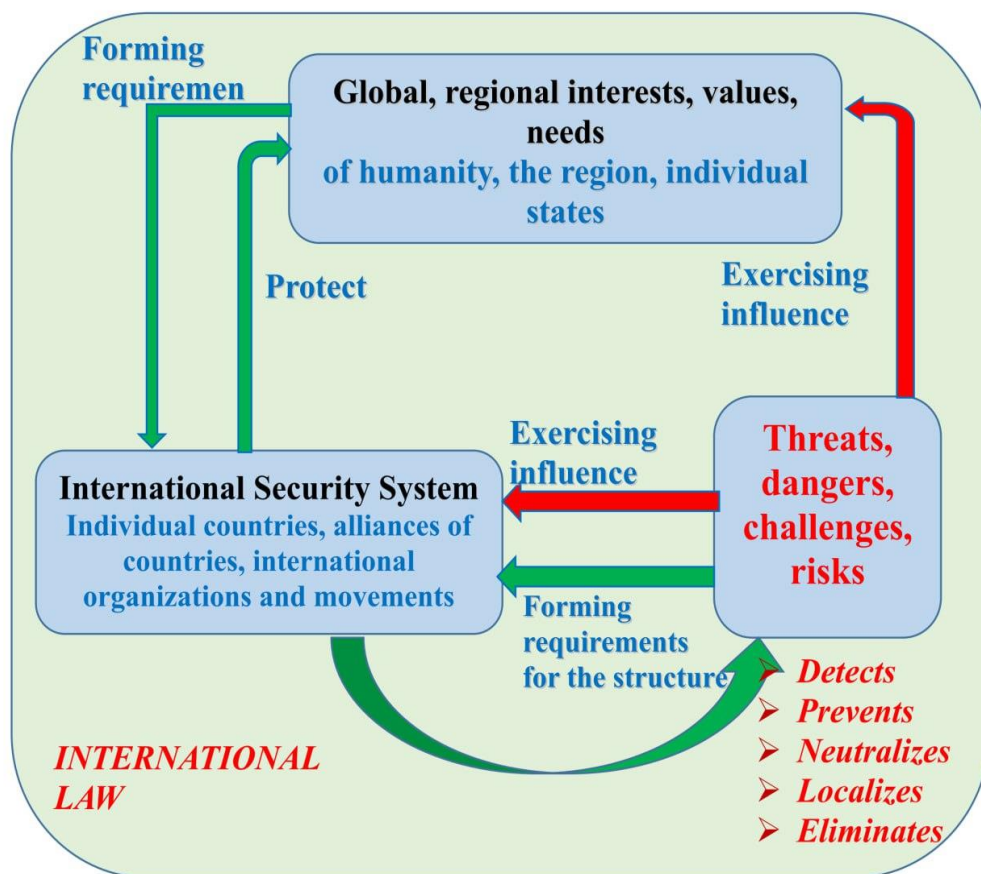 Forming
requiremen
Global, regional interests, values,
needs
of humanity, the region, individual
states
Protect
Exercising
influence
Exercising
influence
Threats,
dangers,
challenges,
risks
International Security System
Individual countries, alliances of
countries, international
organizations and movements
Forming
requirements
for the structure
➢ Detects
➢ Prevents
➢ Neutralizes
➢ Localizes
➢ Eliminates
INTERNATIONAL
LAW